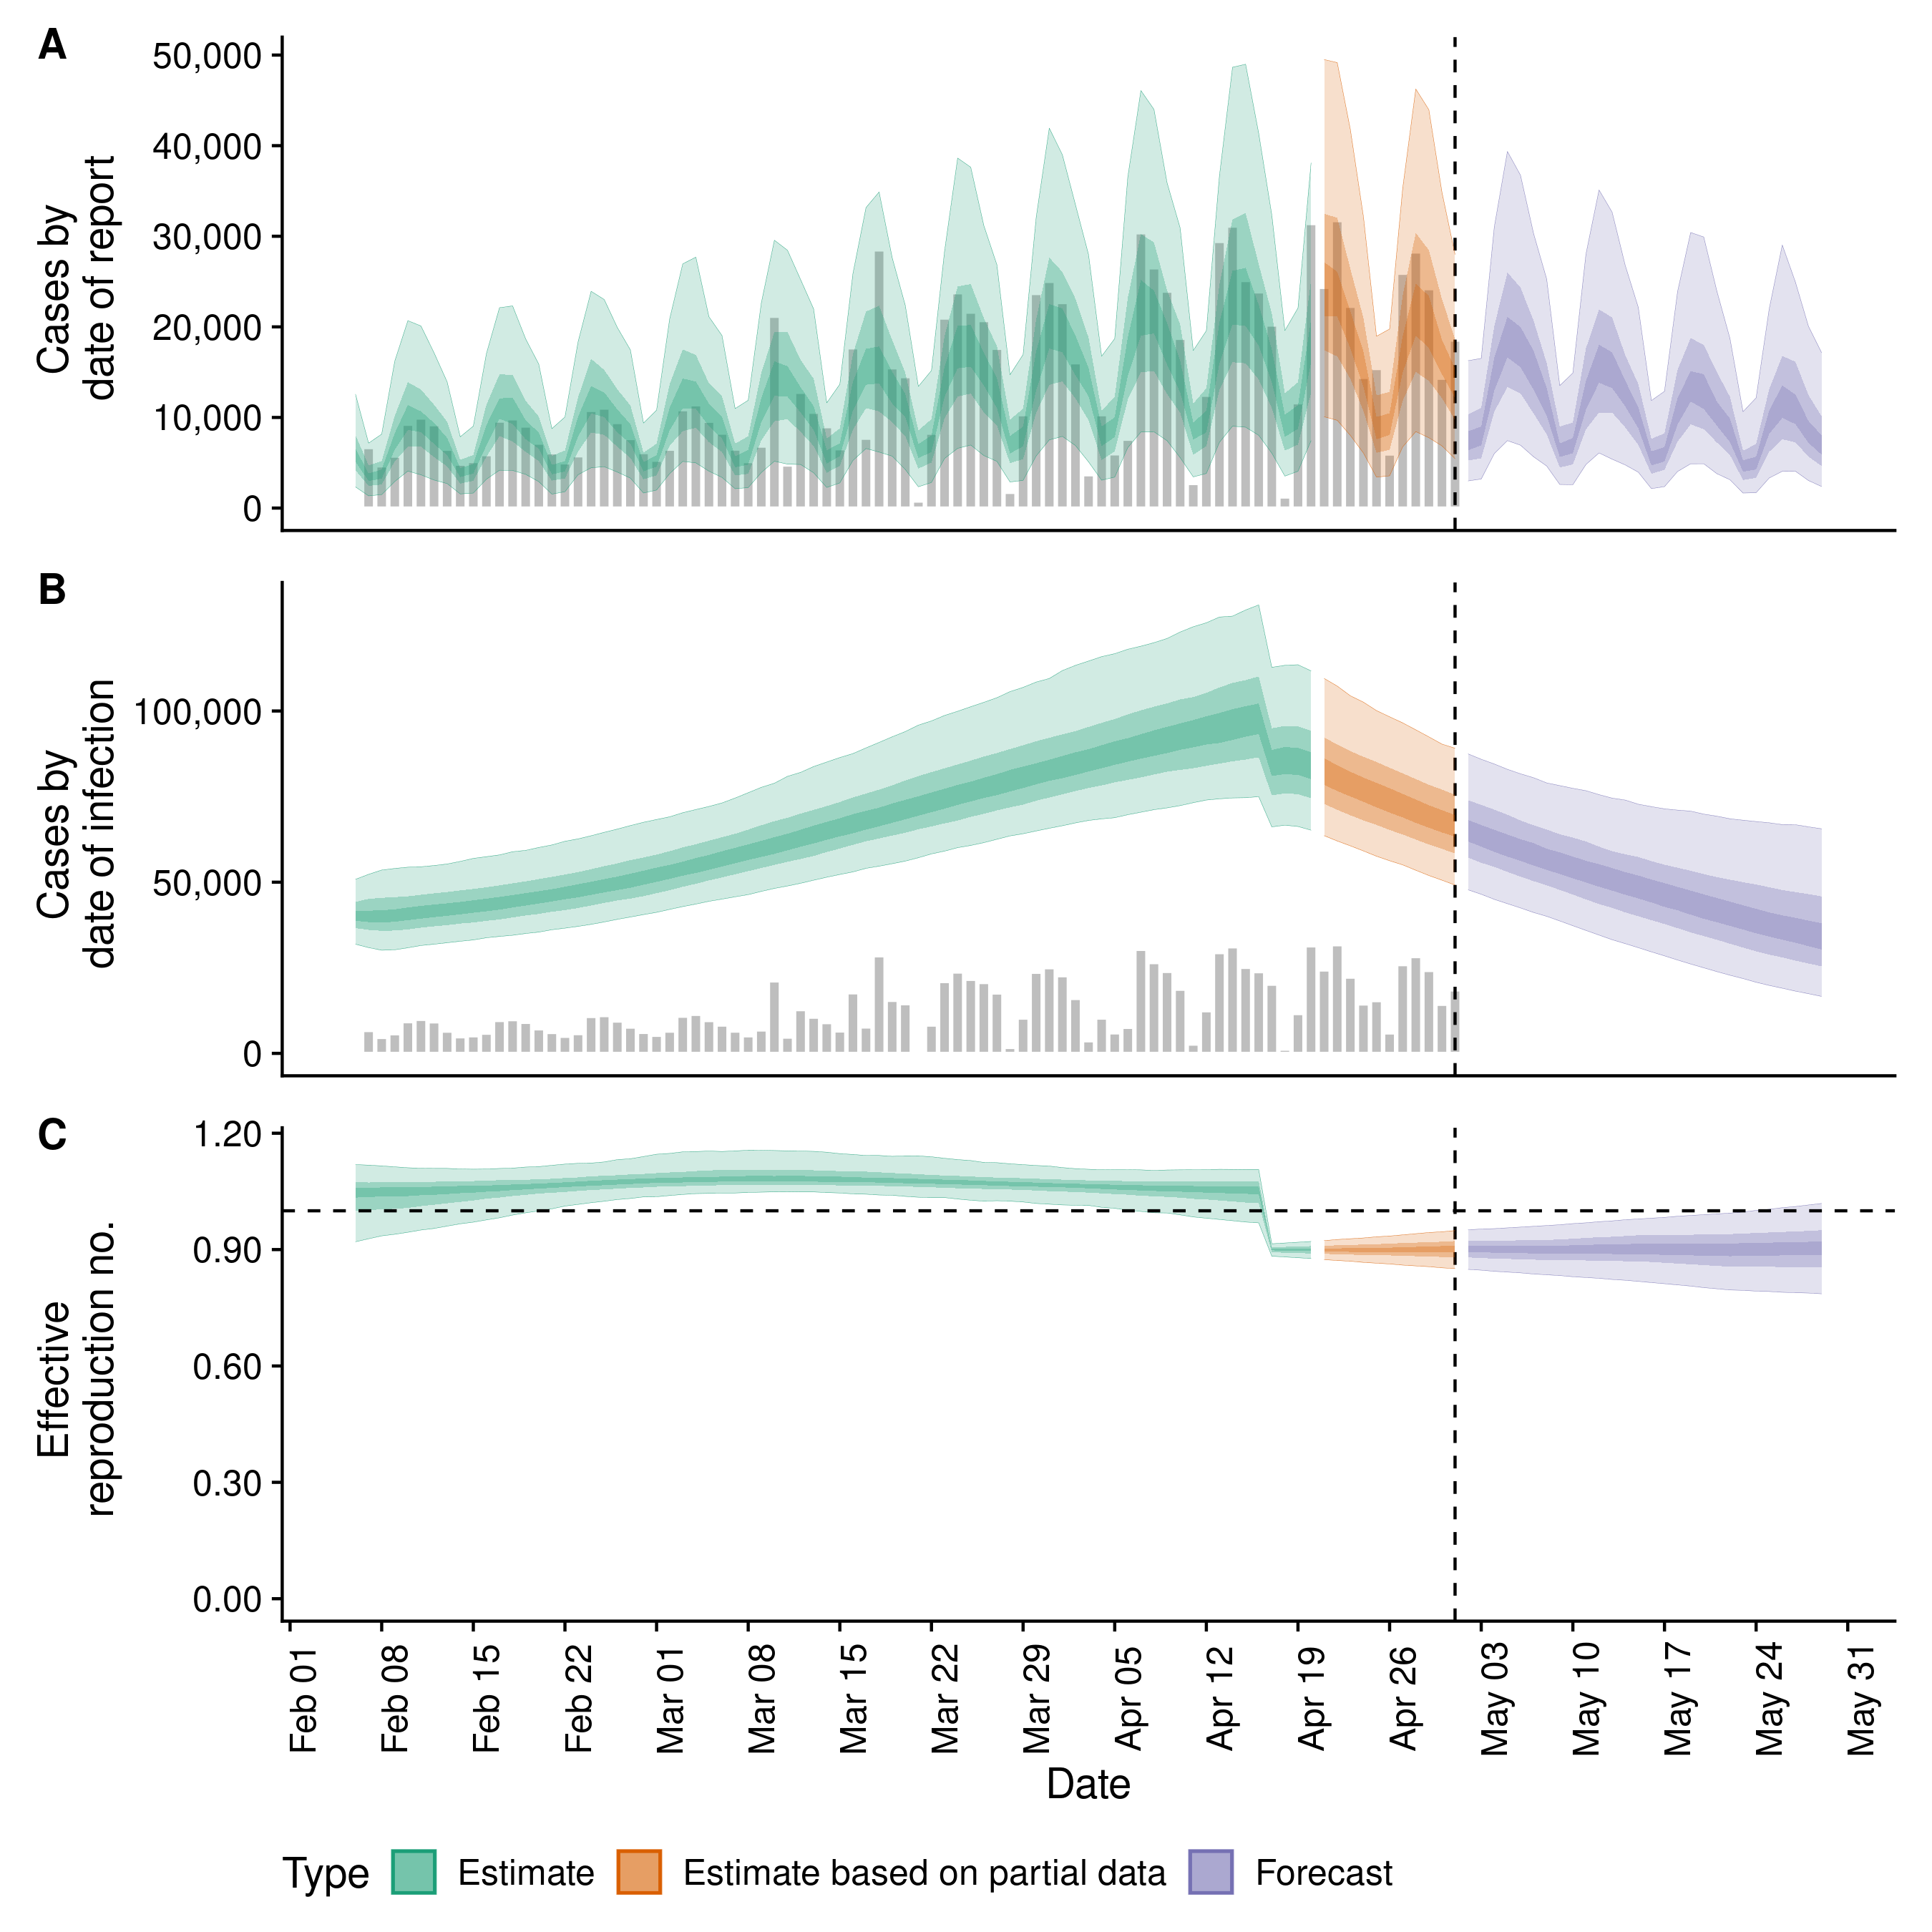 A
50,000
40,000
30,000
20,000
10,000
0
Cases by
date of report
B
100,000
50,000
0
Cases by
date of infection
C
1.20
0.90
0.60
0.30
0.00
Effective
reproduction no.
Feb 01
Feb 08
Feb 15
Feb 22
Mar 01
Mar 08
Mar 15
Mar 22
Mar 29
Apr 05
Apr 12
Apr 19
Apr 26
May 03
May 10
May 17
May 24
May 31
Date
Type Estimate Estimate based on partial data Forecast